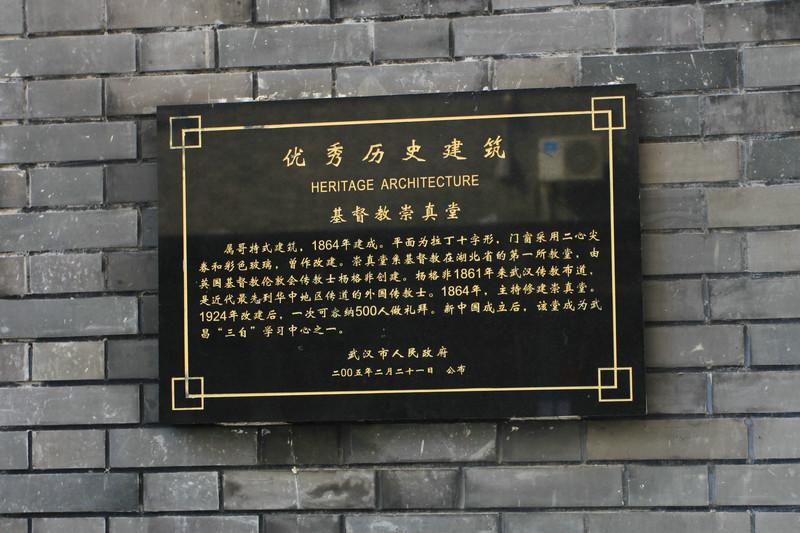 优秀历史建筑
HERITAGE ARCHITECTURE
基督教崇真堂
属哥特式建筑，1864年建成。平面为拉丁十字形，门窗采用二心尖
券和彩色玻璃，曾作改建。崇真堂系基督教在湖北省的第一所教堂，由
英国基督教伦敦会传教士杨格非创建。杨格非1861年来武汉传教布道，
是近代最先到华中地区传道的外国传教士。1864年，主持修建崇真堂。
1924年改建后，一次可容纳500人做礼拜。新中国成立后，该堂成为武
昌“三自”学习中心之一。
武汉市人民政府
二00五年二月二十一日 公布